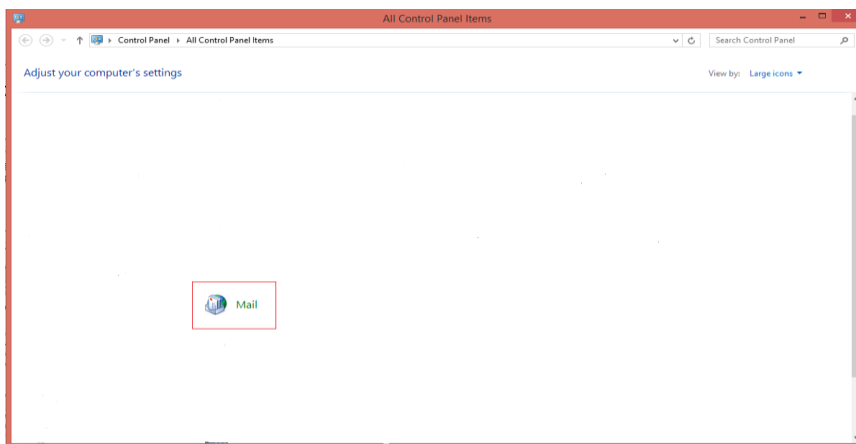 All Control Panel Items
Control Panel All Control Panel Items
Search Control Panel
Adjust your computer's settings
View by: Large icons
Mail